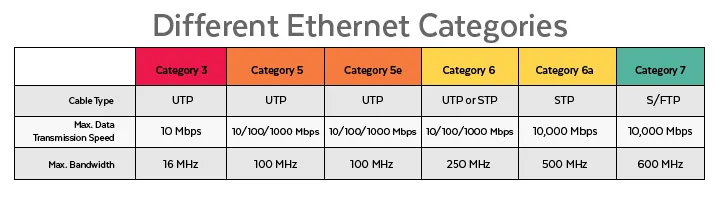 Different Ethernet Categories
Category 3 Category 5 Category 5e Category 6 Category 6a Category 7
Cable Type UTP UTP UTP UTP or STP STP S/FTP
Max. Data
Transmission Speed 10 Mbps 10/100/1000 Mbps 10/100/1000 Mbps 10/100/1000 Mbps 10,000 Mbps 10,000 Mbps
Max. Bandwidth 16 MHz 100 MHz 100 MHz 250 MHz 500 MHz 600 MHz